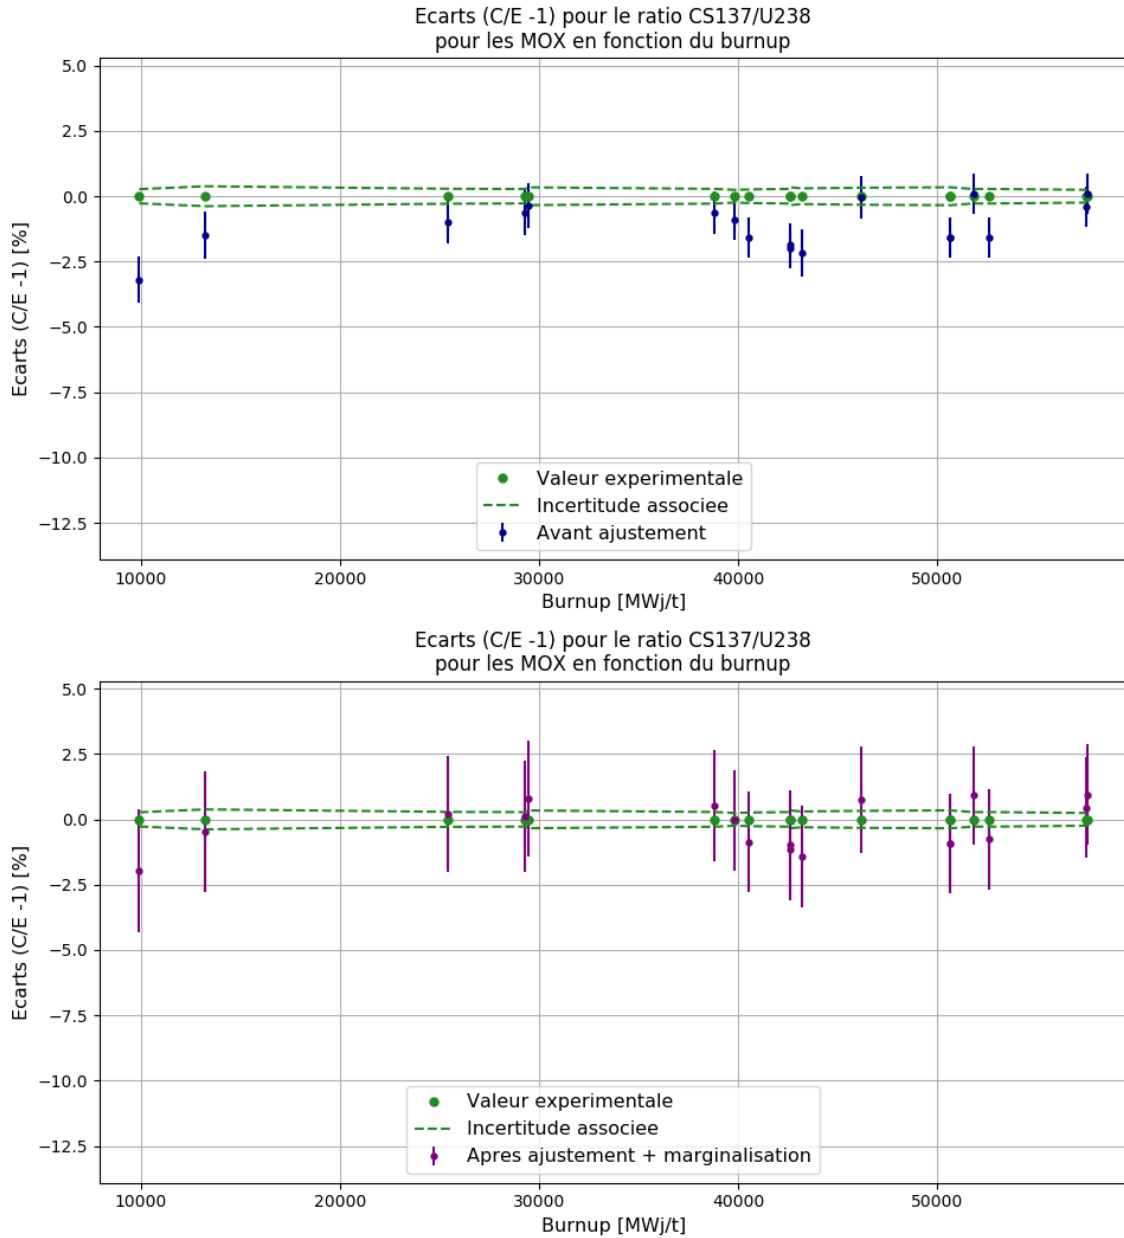 Ecarts (C/E -1) pour le ratio CS137/U238
pour les MOX en fonction du burnup
Ecarts (C/E -1) [%]
5.0
2.5
0.0
−2.5
−5.0
−7.5
−10.0
−12.5
Valeur experimentale
Incertitude associee
Avant ajustement
10000 20000 30000 40000 50000
Burnup [MWj/t]
Ecarts (C/E -1) pour le ratio CS137/U238
pour les MOX en fonction du burnup
Ecarts (C/E -1) [%]
5.0
2.5
0.0
−2.5
−5.0
−7.5
−10.0
−12.5
Valeur experimentale
Incertitude associee
Apres ajustement + marginalisation
10000 20000 30000 40000 50000
Burnup [MWj/t]